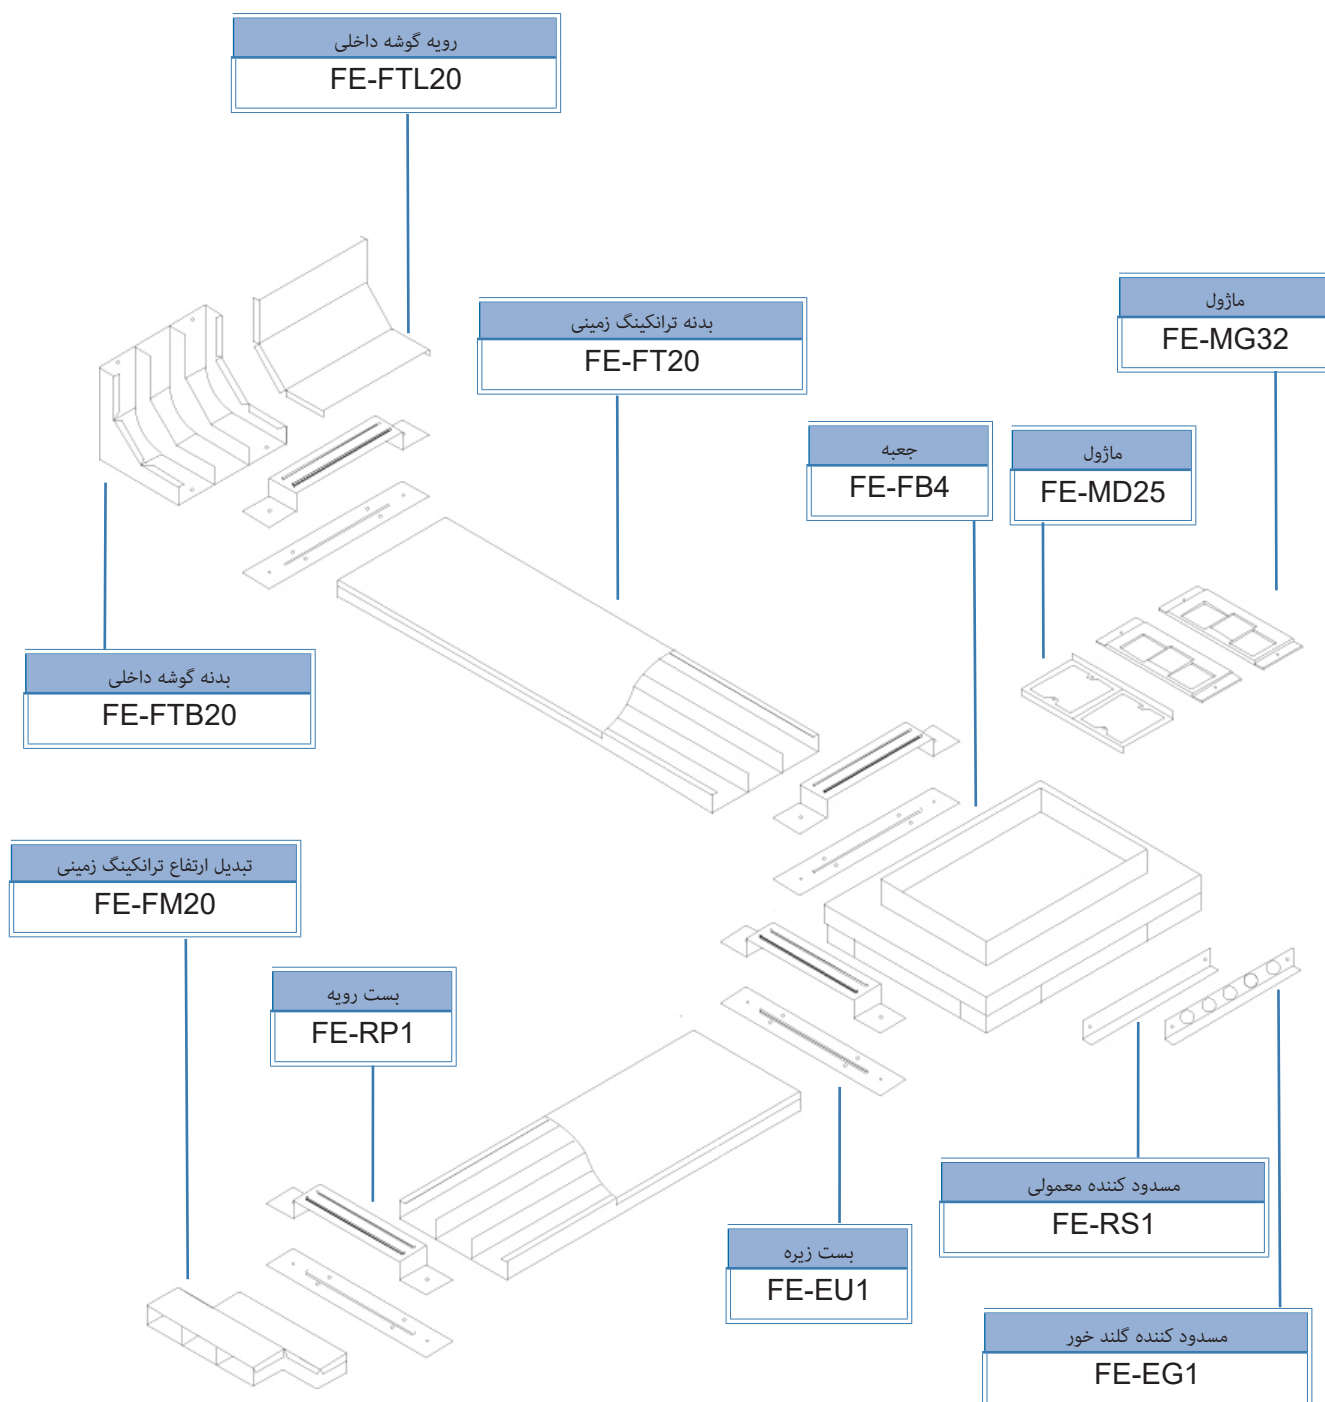 رویه گوشه داخلی
FE-FTL20
ماژول
FE-MG32
بدنه ترانکینگ زمینی
FE-FT20
جعبه
FE-FB4
ماژول
FE-MD25
بدنه گوشه داخلی
FE-FTB20
تبدیل ارتفاع ترانکینگ زمینی
FE-FM20
بست رویه
FE-RP1
مسدود کننده معمولی
FE-RS1
بست زیره
FE-EU1
مسدود کننده گلند خور
FE-EG1